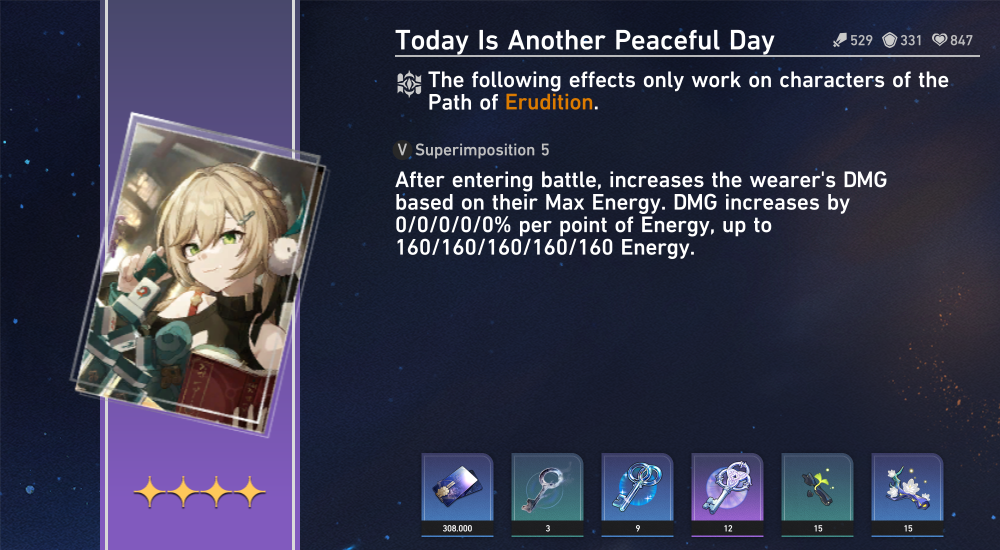 Today Is Another Peaceful Day
529 331 847
The following effects only work on characters of the
Path of Erudition.
V Superimposition 5
After entering battle, increases the wearer's DMG
based on their Max Energy. DMG increases by
0/0/0/0/0% per point of Energy, up to
160/160/160/160/160 Energy.
308.000 3 9 12 15 15